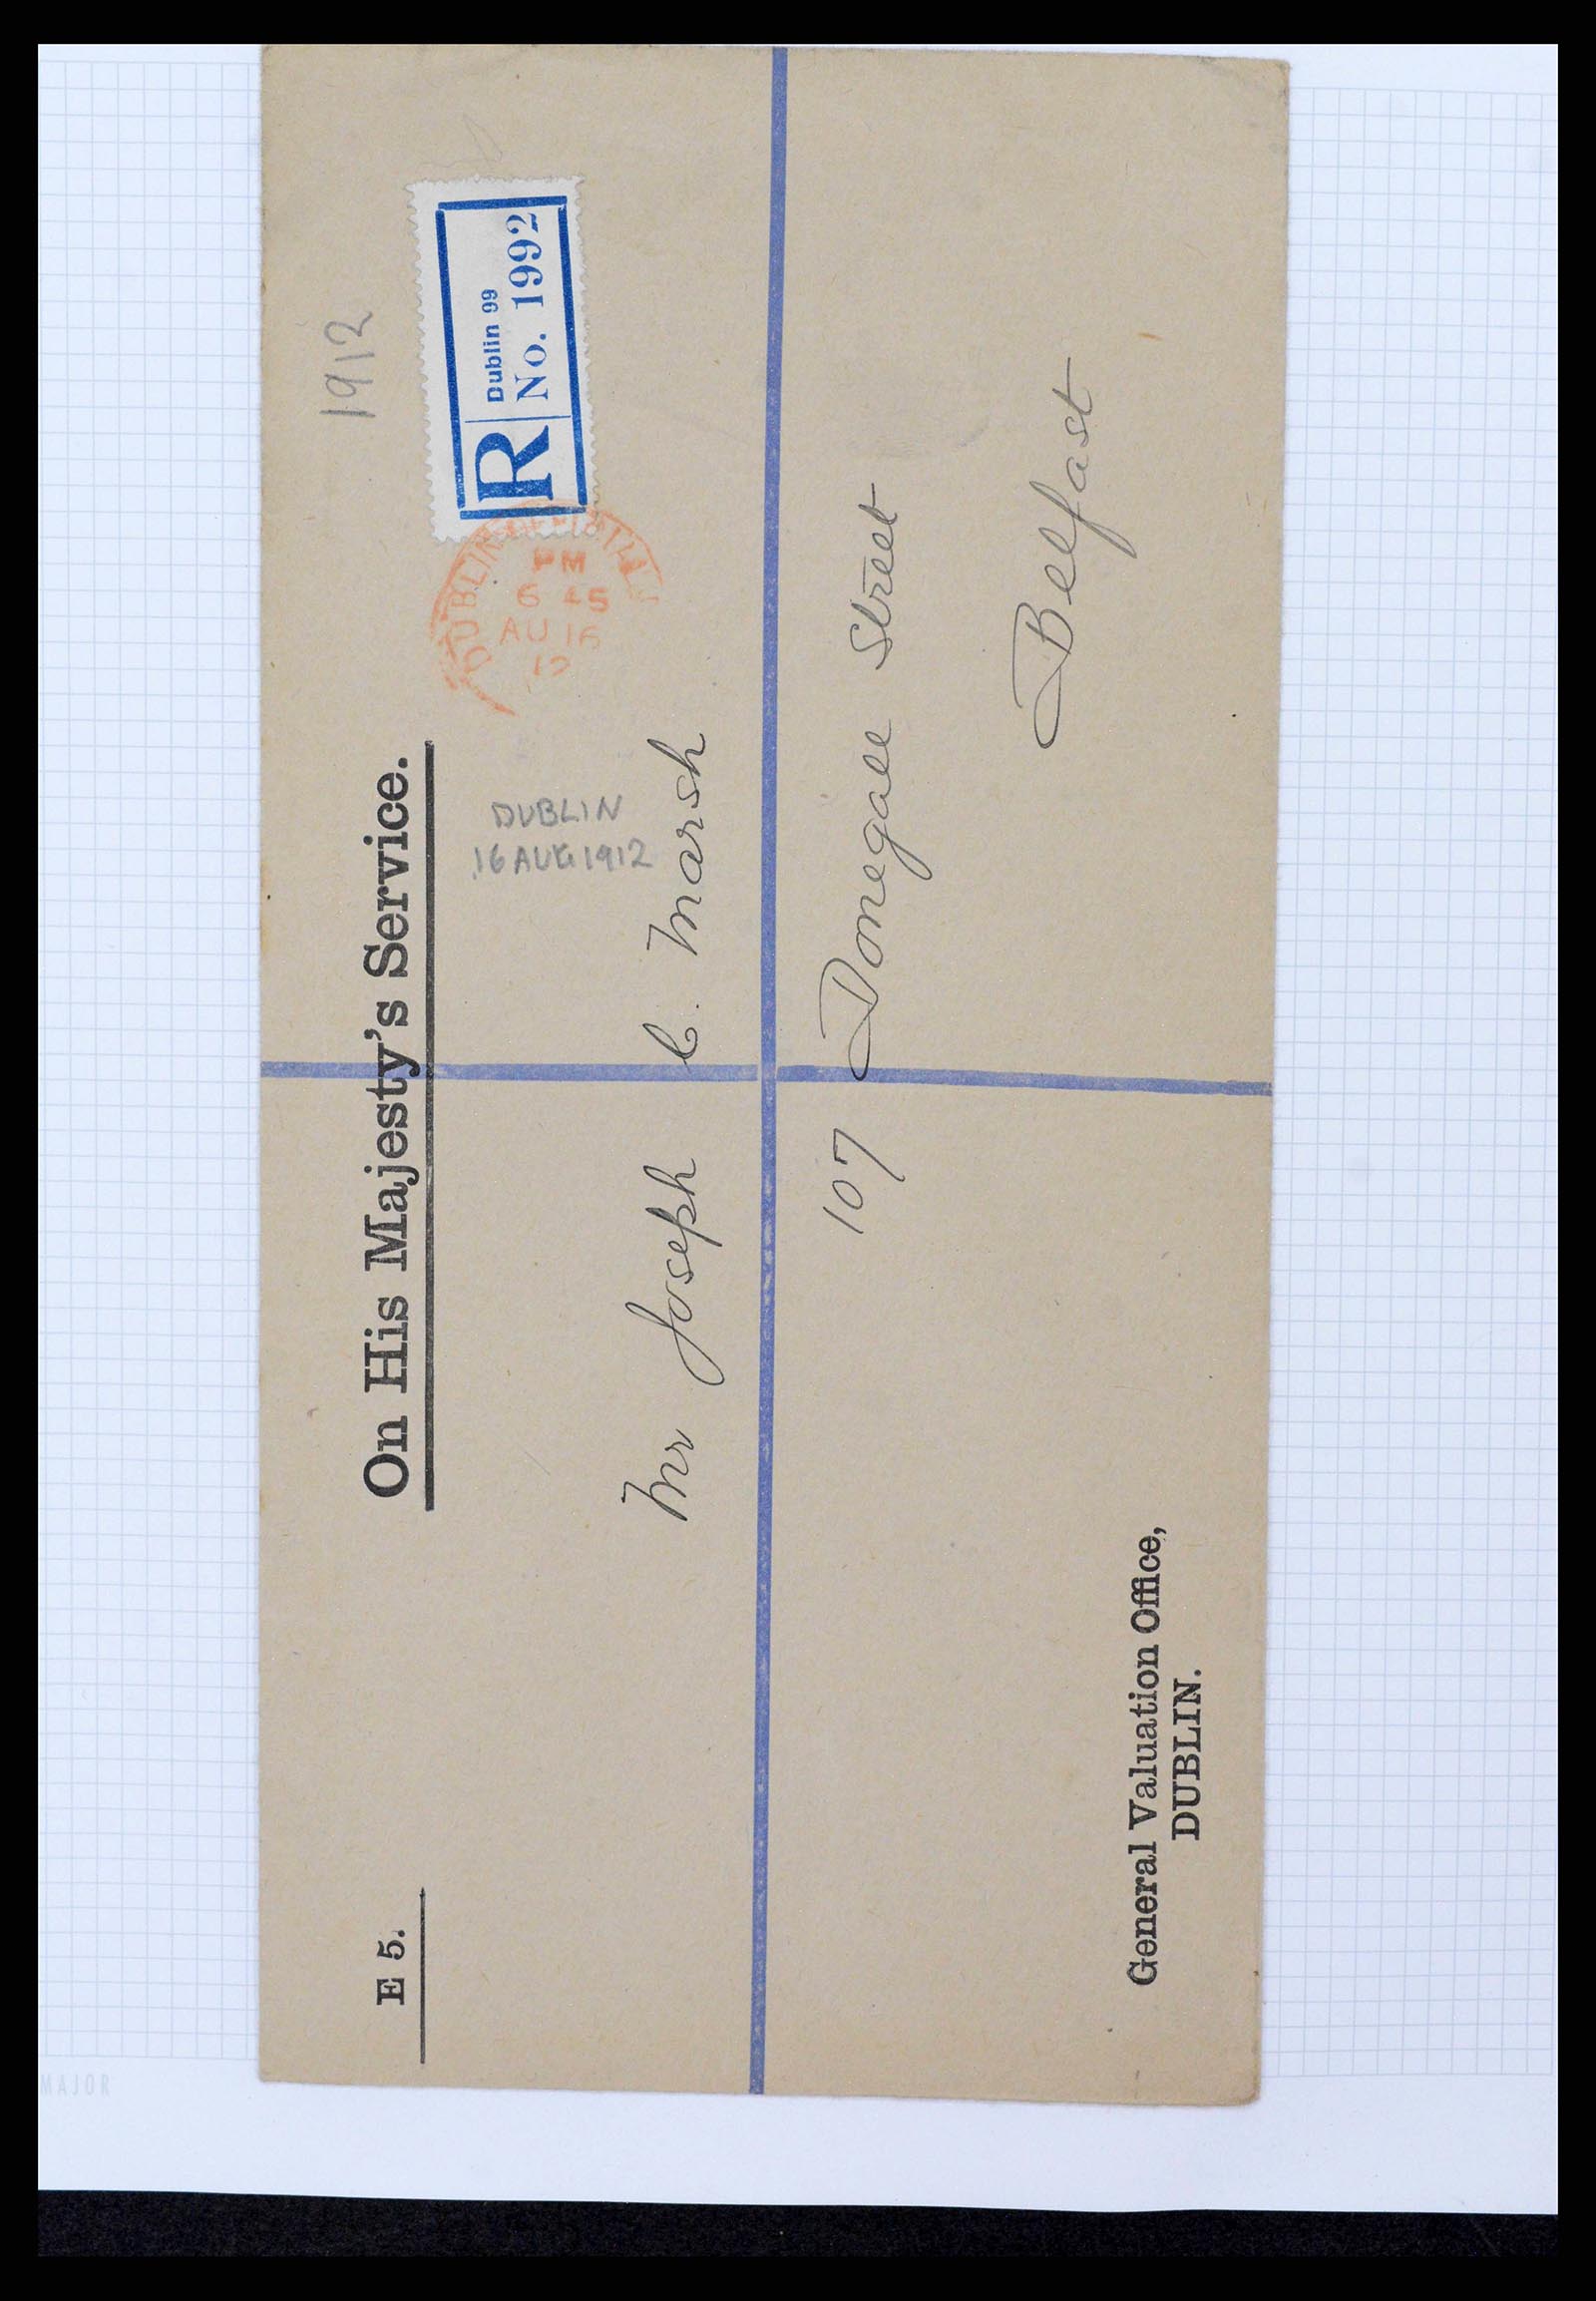 1912
E 5.
On His Majesty's Service.
R
Dublin 99
No. 1992
DUBLIN
PM
6 45
AU 16
12
DUBLIN
16 AUG 1912
Mr Joseph C. Marsh
107 Donegall Street
Belfast
General Valuation Office,
DUBLIN.
MAJOR